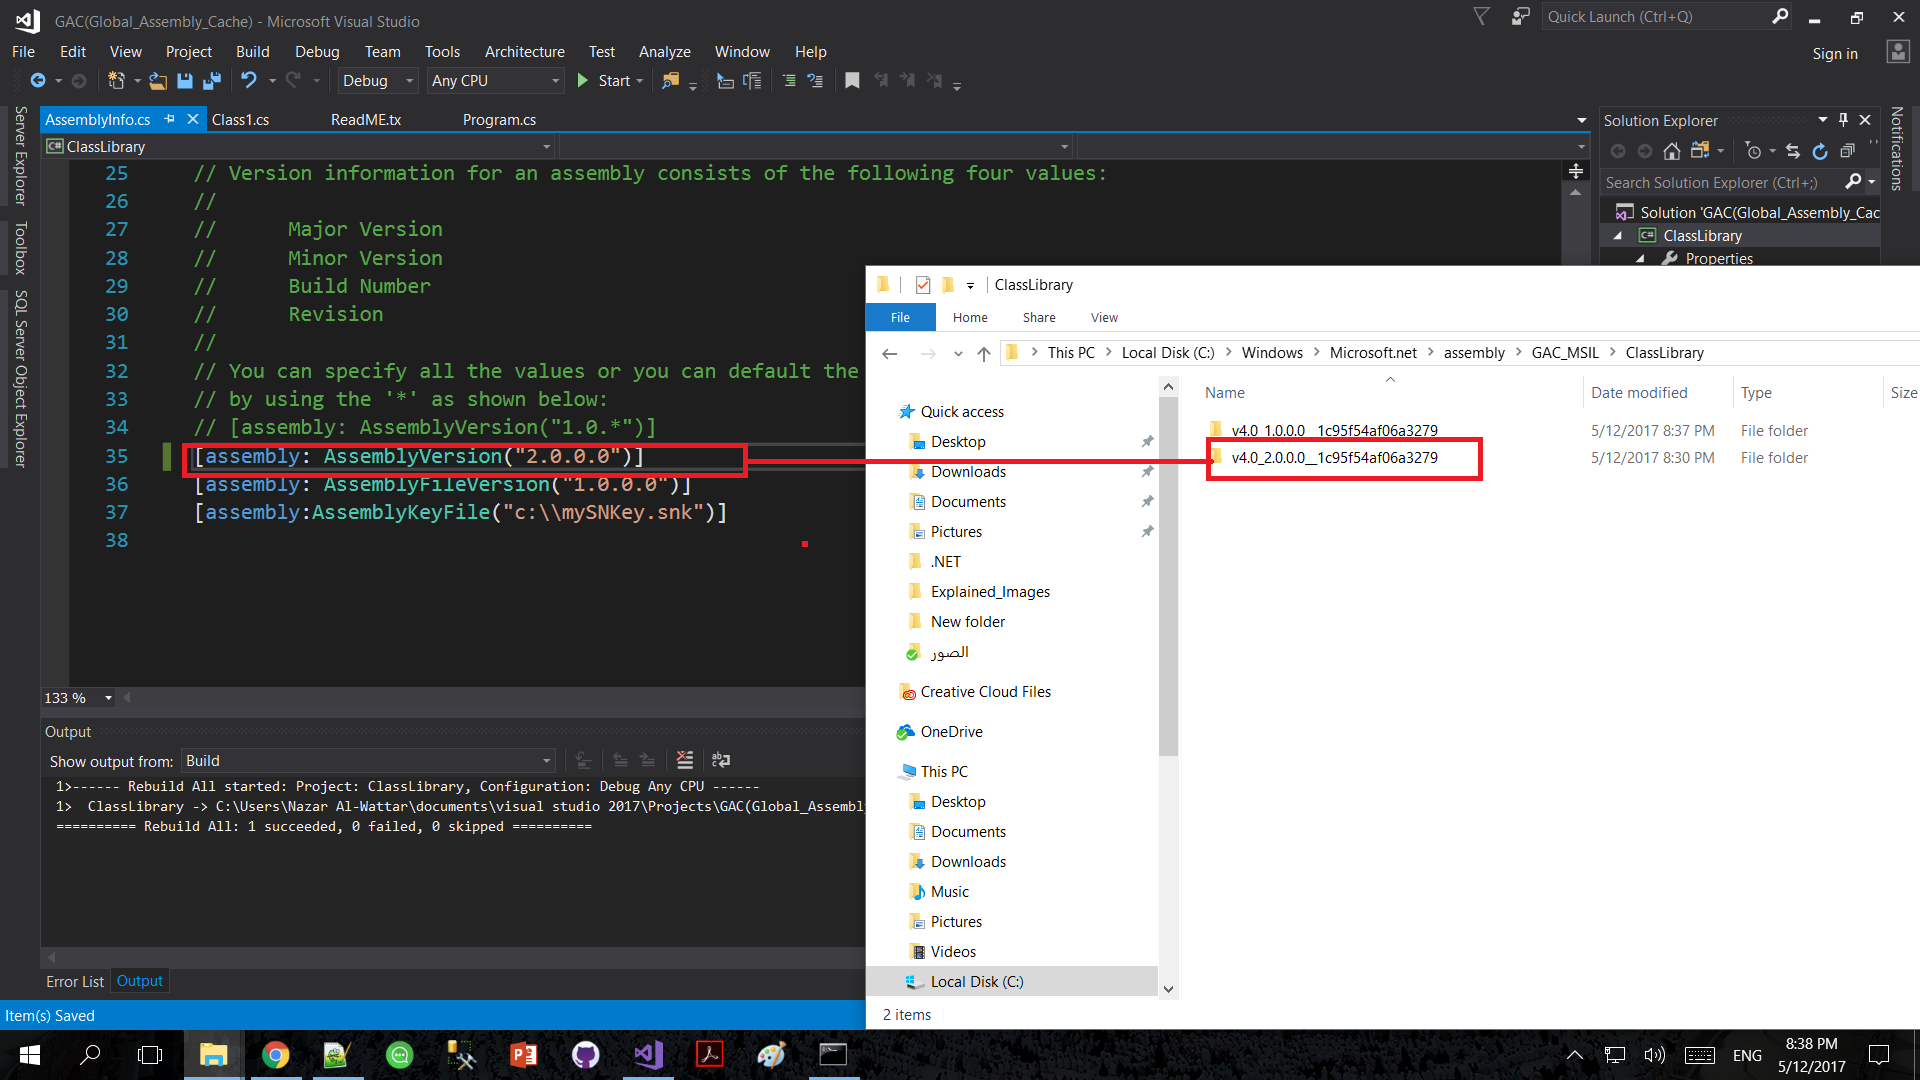 GAC(Global_Assembly_Cache) - Microsoft Visual Studio
Quick Launch (Ctrl+Q)
File Edit View Project Build Debug Team Tools Architecture Test Analyze Window Help
Sign in
Debug Any CPU Start
Server Explorer
Toolbox
SQL Server Object Explorer
AssemblyInfo.cs Class1.cs ReadME.tx Program.cs
C# ClassLibrary
25 // Version information for an assembly consists of the following four values:
26 //
27 // Major Version
28 // Minor Version
29 // Build Number
30 // Revision
31 //
32 // You can specify all the values or you can default the
33 // by using the '*' as shown below:
34 // [assembly: AssemblyVersion("1.0.*")]
35 [assembly: AssemblyVersion("2.0.0.0")]
36 [assembly: AssemblyFileVersion("1.0.0.0")]
37 [assembly:AssemblyKeyFile("c:\\mySNKey.snk")]
38
133 %
Output
Show output from: Build
1>------ Rebuild All started: Project: ClassLibrary, Configuration: Debug Any CPU ------
1>  ClassLibrary -> C:\Users\Nazar Al-Wattar\documents\visual studio 2017\Projects\GAC(Global_Assembl
========== Rebuild All: 1 succeeded, 0 failed, 0 skipped ==========
Error List Output
Item(s) Saved
Solution Explorer
Search Solution Explorer (Ctrl+;)
Solution 'GAC(Global_Assembly_Cac
C# ClassLibrary
Properties
Notifications
ClassLibrary
File Home Share View
This PC > Local Disk (C:) > Windows > Microsoft.net > assembly > GAC_MSIL > ClassLibrary
Name Date modified Type Size
v4.0_1.0.0.0__1c95f54af06a3279 5/12/2017 8:37 PM File folder
v4.0_2.0.0.0__1c95f54af06a3279 5/12/2017 8:30 PM File folder
Quick access
Desktop
Downloads
Documents
Pictures
.NET
Explained_Images
New folder
الصور
Creative Cloud Files
OneDrive
This PC
Desktop
Documents
Downloads
Music
Pictures
Videos
Local Disk (C:)
2 items
ENG
8:38 PM
5/12/2017